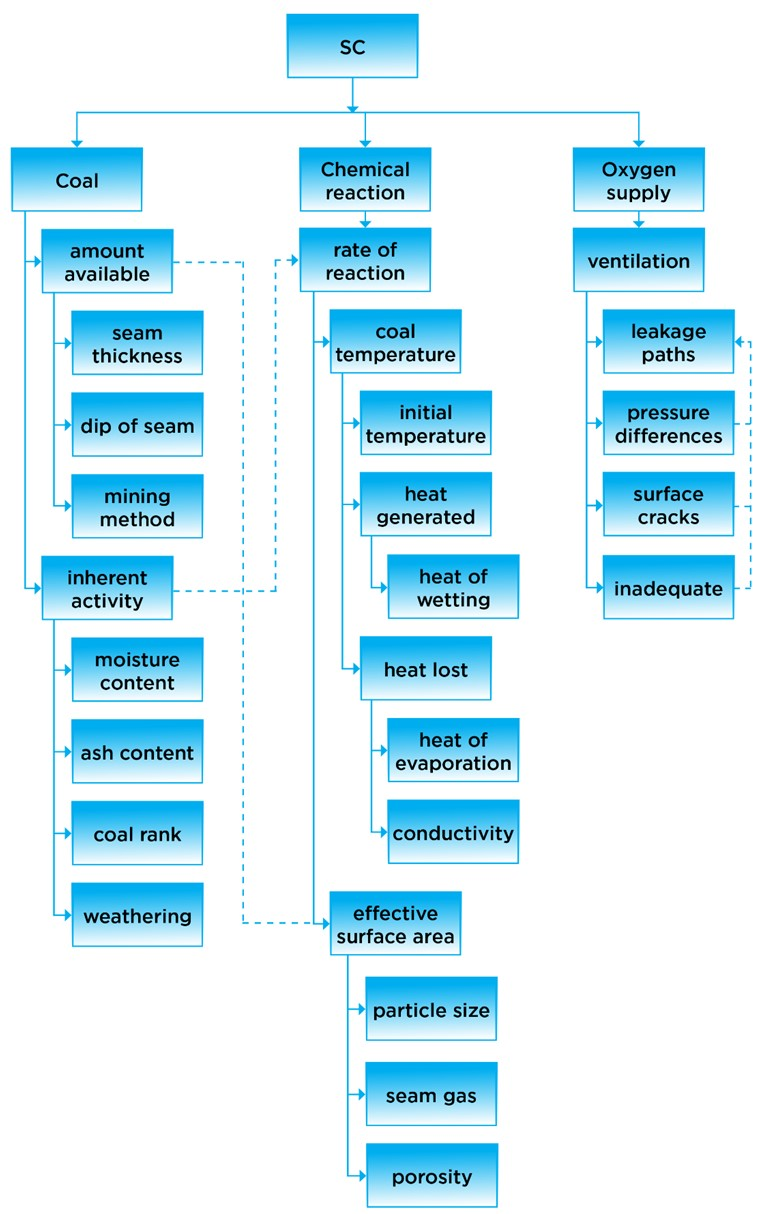 SC
Coal
amount
available
seam
thickness
dip of seam
mining
method
inherent
activity
moisture
content
ash content
coal rank
weathering
Chemical
reaction
rate of
reaction
coal
temperature
initial
temperature
heat
generated
heat of
wetting
heat lost
heat of
evaporation
conductivity
effective
surface area
particle size
seam gas
porosity
Oxygen
supply
ventilation
leakage
paths
pressure
differences
surface
cracks
inadequate